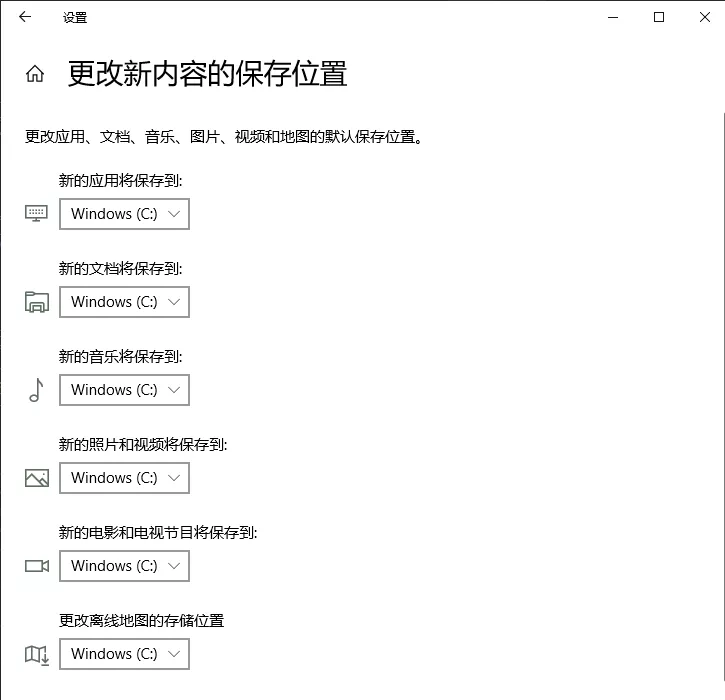 设置
更改新内容的保存位置
更改应用、文档、音乐、图片、视频和地图的默认保存位置。
新的应用将保存到:
Windows (C:)
新的文档将保存到:
Windows (C:)
新的音乐将保存到:
Windows (C:)
新的照片和视频将保存到:
Windows (C:)
新的电影和电视节目将保存到:
Windows (C:)
更改离线地图的存储位置
Windows (C:)